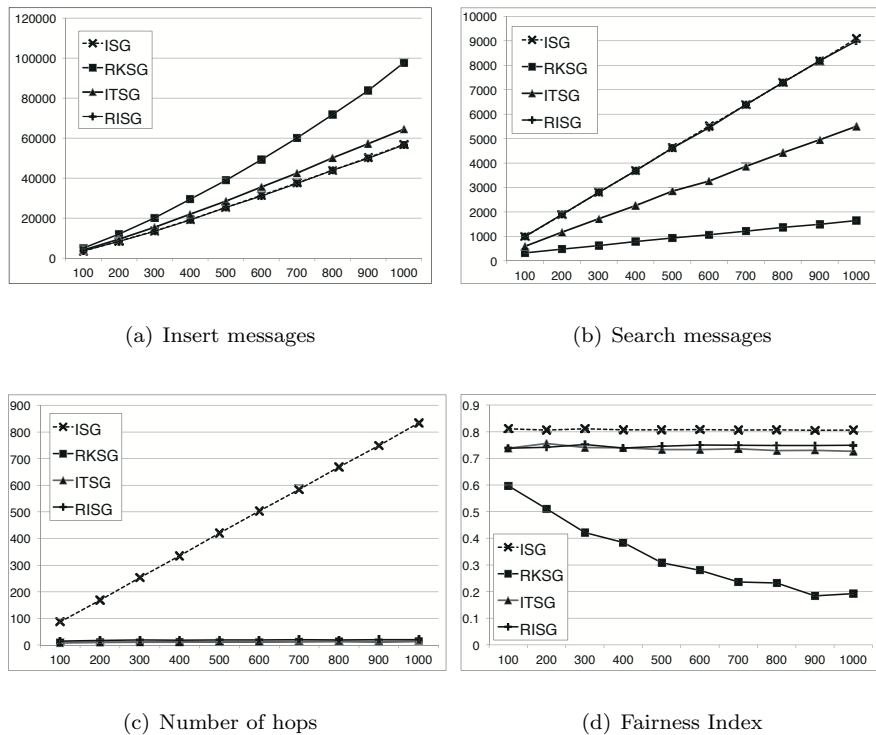 120000
100000
80000
60000
40000
20000
0
ISG
RKSG
ITSG
RISG
100 200 300 400 500 600 700 800 900 1000
(a) Insert messages
10000
9000
8000
7000
6000
5000
4000
3000
2000
1000
0
ISG
RKSG
ITSG
RISG
100 200 300 400 500 600 700 800 900 1000
(b) Search messages
900
800
700
600
500
400
300
200
100
0
ISG
RKSG
ITSG
RISG
100 200 300 400 500 600 700 800 900 1000
(c) Number of hops
0.9
0.8
0.7
0.6
0.5
0.4
0.3
0.2
0.1
0
ISG
RKSG
ITSG
RISG
100 200 300 400 500 600 700 800 900 1000
(d) Fairness Index